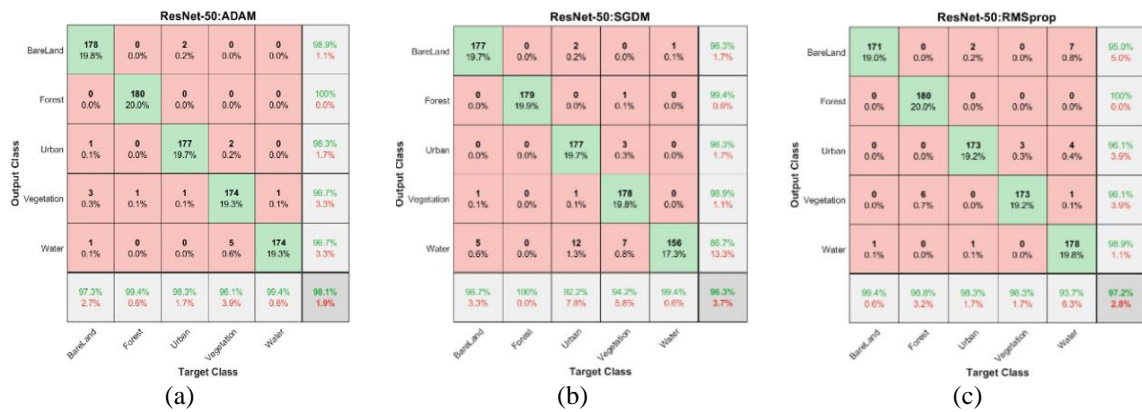 ResNet-50:ADAM
Output Class
BareLand 178 0 2 0 0 98.9%
19.8% 0.0% 0.2% 0.0% 0.0% 1.1%
Forest 0 180 0 0 0 100%
0.0% 20.0% 0.0% 0.0% 0.0% 0.0%
Urban 1 0 177 2 0 98.3%
0.1% 0.0% 19.7% 0.2% 0.0% 1.7%
Vegetation 3 1 1 174 1 96.7%
0.3% 0.1% 0.1% 19.3% 0.1% 3.3%
Water 1 0 0 5 174 96.7%
0.1% 0.0% 0.0% 0.6% 19.3% 3.3%
97.3% 99.4% 98.3% 96.1% 99.4% 98.1%
2.7% 0.6% 1.7% 3.9% 0.6% 1.9%
BareLand Forest Urban Vegetation Water
Target Class
(a)
ResNet-50:SGDM
Output Class
BareLand 177 0 2 0 1 98.3%
19.7% 0.0% 0.2% 0.0% 0.1% 1.7%
Forest 0 179 0 1 0 99.4%
0.0% 19.9% 0.0% 0.1% 0.0% 0.6%
Urban 0 0 177 3 0 98.3%
0.0% 0.0% 19.7% 0.3% 0.0% 1.7%
Vegetation 1 0 1 178 0 98.9%
0.1% 0.0% 0.1% 19.8% 0.0% 1.1%
Water 5 0 12 7 156 86.7%
0.6% 0.0% 1.3% 0.8% 17.3% 13.3%
96.7% 100% 92.2% 94.2% 99.4% 96.3%
3.3% 0.0% 7.8% 5.8% 0.6% 3.7%
BareLand Forest Urban Vegetation Water
Target Class
(b)
ResNet-50:RMSprop
Output Class
BareLand 171 0 2 0 7 95.0%
19.0% 0.0% 0.2% 0.0% 0.8% 5.0%
Forest 0 180 0 0 0 100%
0.0% 20.0% 0.0% 0.0% 0.0% 0.0%
Urban 0 0 173 3 4 96.1%
0.0% 0.0% 19.2% 0.3% 0.4% 3.9%
Vegetation 0 6 0 173 1 96.1%
0.0% 0.7% 0.0% 19.2% 0.1% 3.9%
Water 1 0 1 0 178 98.9%
0.1% 0.0% 0.1% 0.0% 19.8% 1.1%
99.4% 96.8% 98.3% 98.3% 93.7% 97.2%
0.6% 3.2% 1.7% 1.7% 6.3% 2.8%
BareLand Forest Urban Vegetation Water
Target Class
(c)